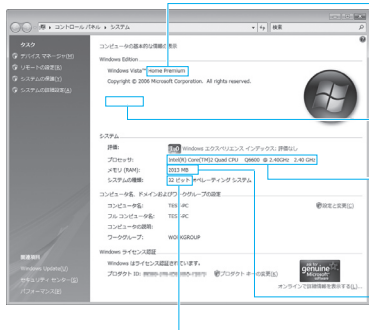 コントロール パネル ▸ システム
検索
タスク
デバイス マネージャ(M)
リモートの設定(R)
システムの保護(Y)
システムの詳細設定(A)
コンピュータの基本的な情報の表示
Windows Edition
Windows Vista™ Home Premium
Copyright © 2006 Microsoft Corporation. All rights reserved.
システム
評価: Windows エクスペリエンス インデックス: 評価なし
プロセッサ: Intel(R) Core(TM)2 Quad CPU Q6600 @ 2.40GHz 2.40 GHz
メモリ (RAM): 2013 MB
システムの種類: 32 ビット オペレーティング システム
コンピュータ名、ドメインおよびワークグループの設定
コンピュータ名: TES -PC
設定と変更(C)
フル コンピュータ名: TES -PC
コンピュータの説明:
ワークグループ: WO KGROUP
Windows ライセンス認証
Windows はライセンス認証されています。
プロダクト ID:
プロダクト キーの変更(K)
ask for
genuine
Microsoft
software
オンラインで詳細情報を表示する(L)...
関連項目
Windows Update(U)
セキュリティ センター(S)
パフォーマンス(E)